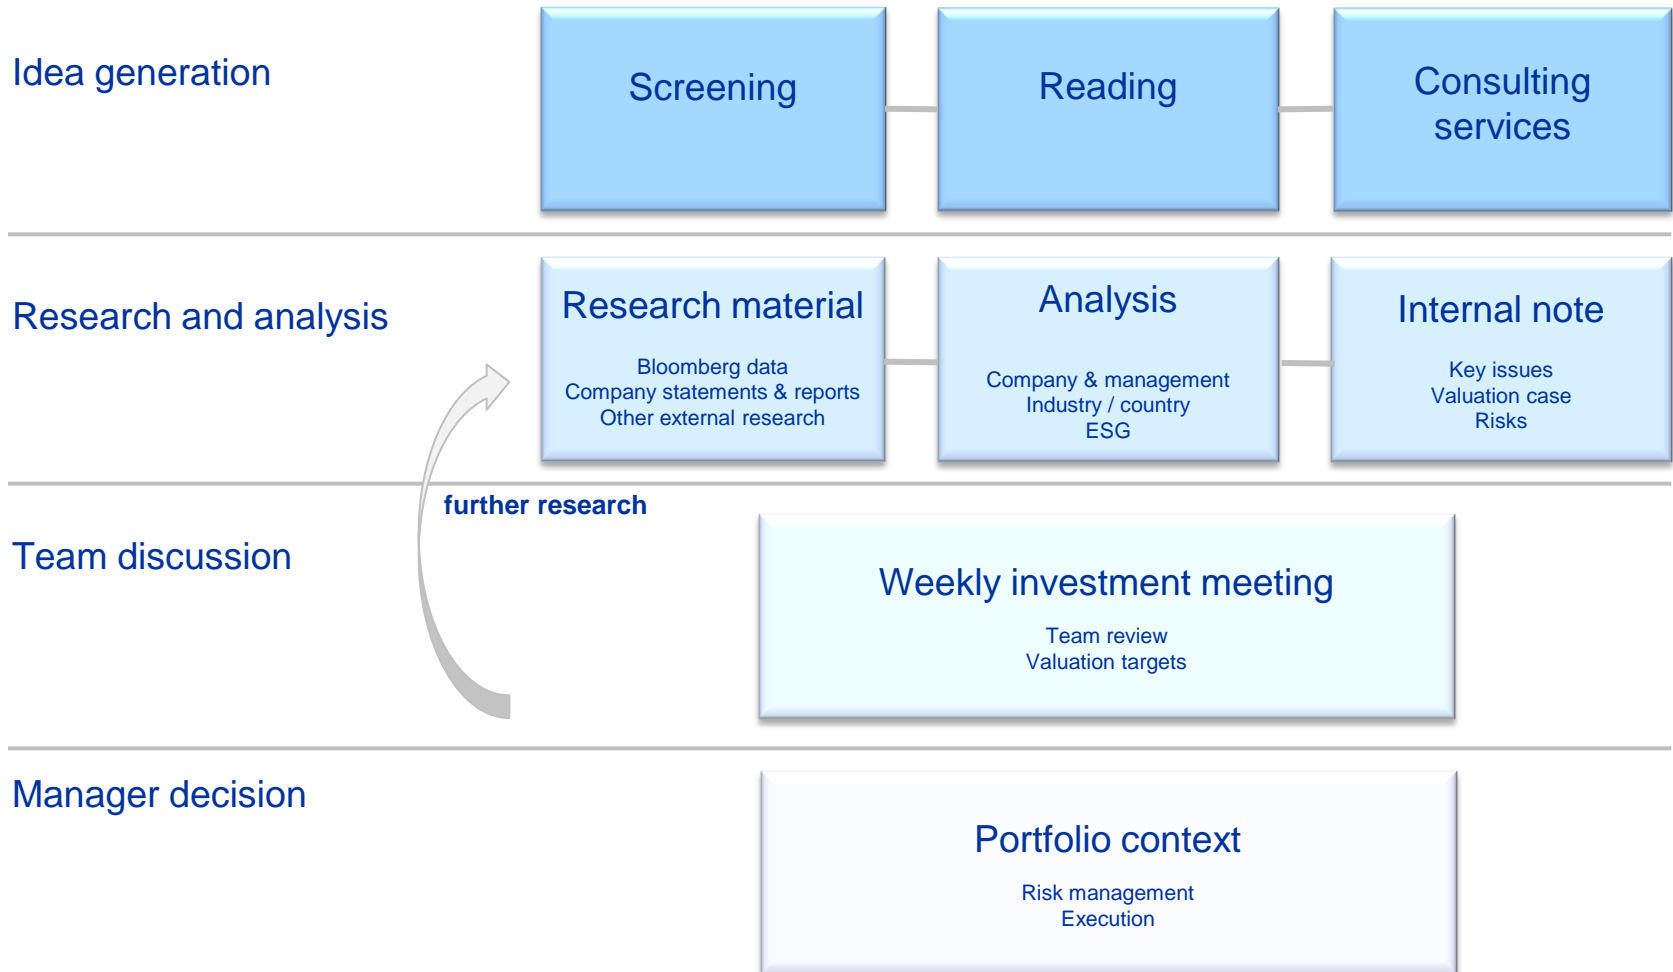 Idea generation
Screening
Reading
Consulting
services
Research and analysis
Research material
Bloomberg data
Company statements & reports
Other external research
Analysis
Company & management
Industry / country
ESG
Internal note
Key issues
Valuation case
Risks
further research
Team discussion
Weekly investment meeting
Team review
Valuation targets
Manager decision
Portfolio context
Risk management
Execution